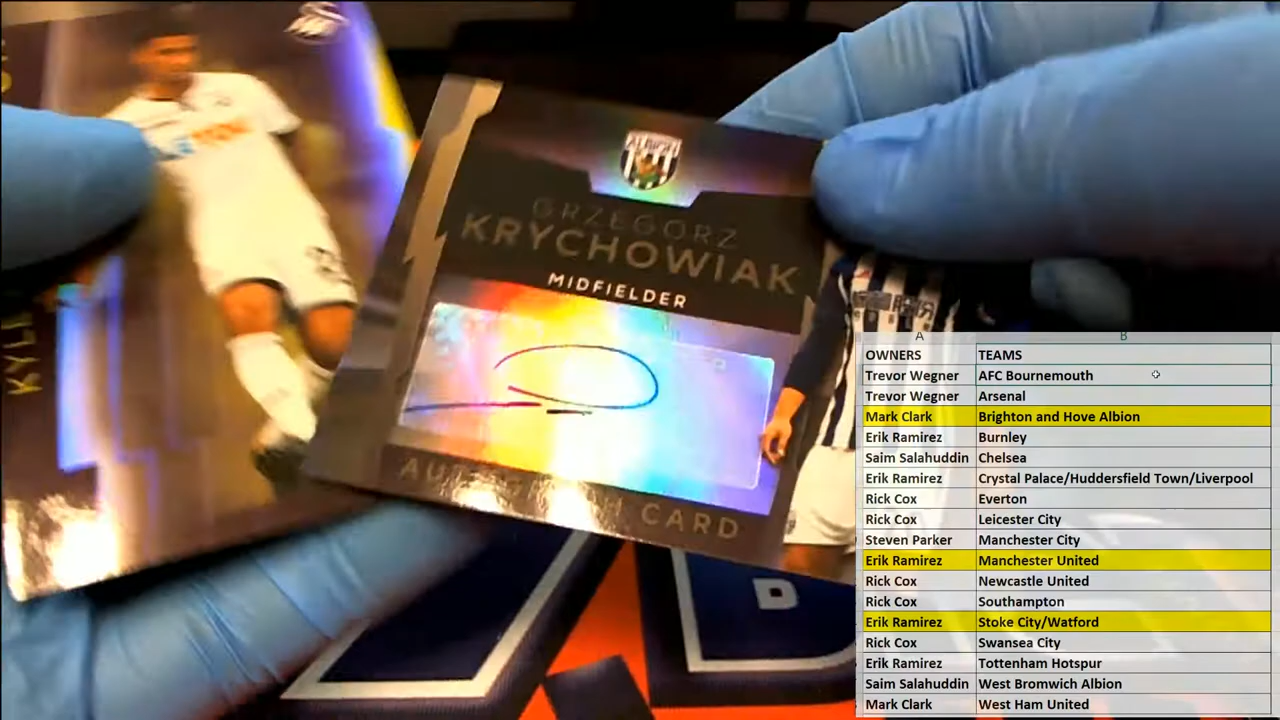 KYL
ALBION
GRZEGORZ
KRYCHOWIAK
MIDFIELDER
CARD
A
B
OWNERS TEAMS
Trevor Wegner AFC Bournemouth
Trevor Wegner Arsenal
Mark Clark Brighton and Hove Albion
Erik Ramirez Burnley
Saim Salahuddin Chelsea
Erik Ramirez Crystal Palace/Huddersfield Town/Liverpool
Rick Cox Everton
Rick Cox Leicester City
Steven Parker Manchester City
Erik Ramirez Manchester United
Rick Cox Newcastle United
Rick Cox Southampton
Erik Ramirez Stoke City/Watford
Rick Cox Swansea City
Erik Ramirez Tottenham Hotspur
Saim Salahuddin West Bromwich Albion
Mark Clark West Ham United